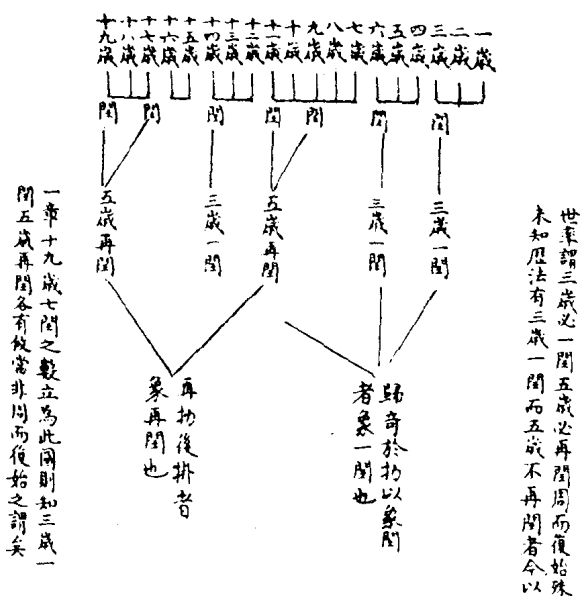 世率謂三歲必一閏五歲必再閏周而復始殊
未知歷法有三歲一閏而五歲不再閏者今以
一歲
二歲
三歲
四歲
五歲
六歲
七歲
八歲
九歲
十歲
十一歲
十二歲
十三歲
十四歲
十五歲
十六歲
十七歲
十八歲
十九歲
閏
閏
閏
閏
閏
閏
閏
三歲一閏
三歲一閏
五歲再閏
三歲一閏
五歲再閏
歸奇於扐以象閏
者象一閏也
再扐後掛者
象再閏也
一章十九歲七閏之數立為此圖則知三歲一
閏五歲再閏各有攸當非周而復始之謂矣